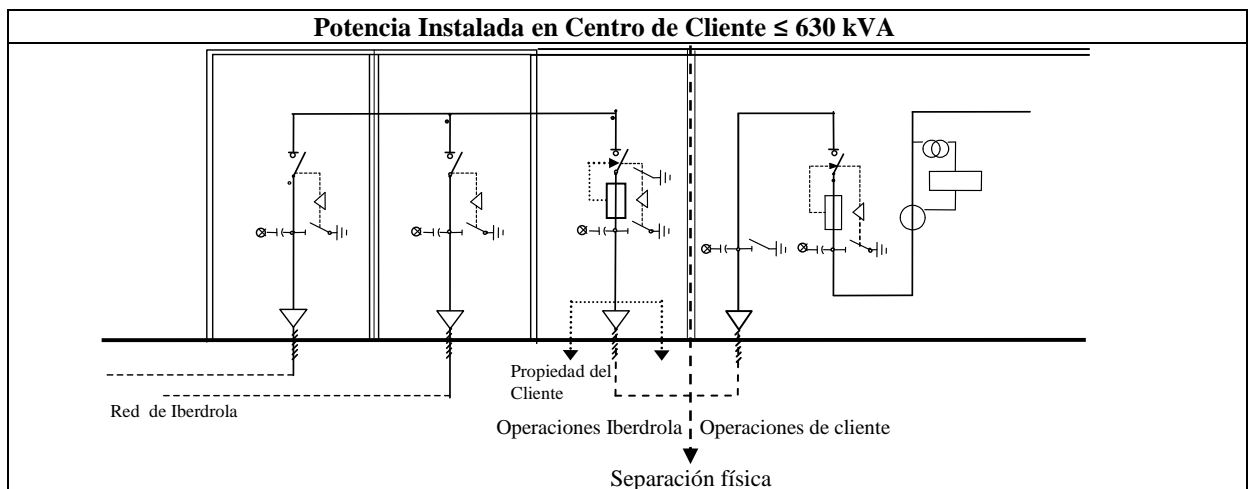 Potencia Instalada en Centro de Cliente ≤ 630 kVA
Propiedad del
Cliente
Red de Iberdrola
Operaciones Iberdrola
Operaciones de cliente
Separación física